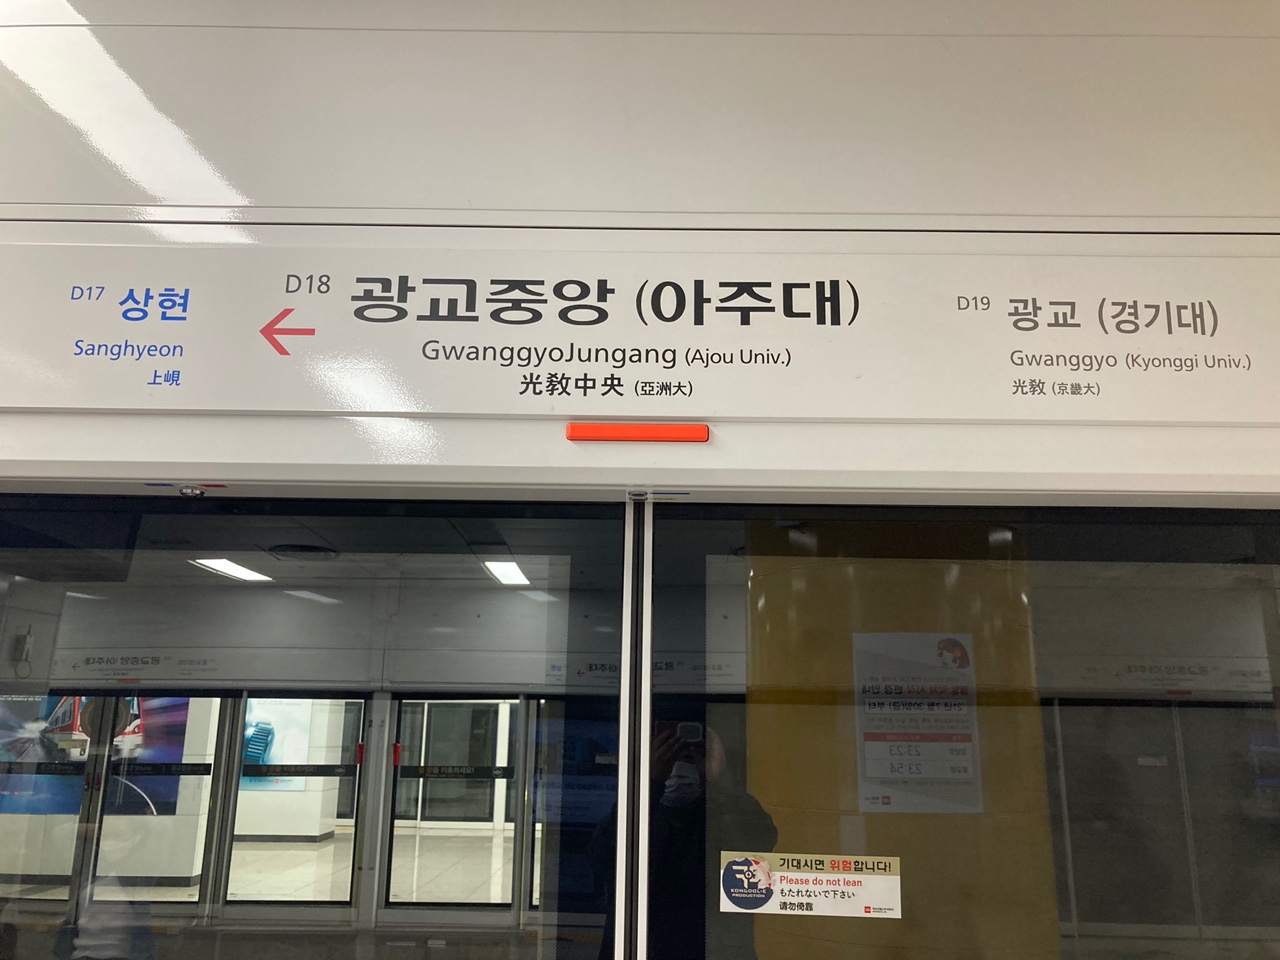 D17 상현
Sanghyeon
上峴
D18 광교중앙 (아주대)
GwanggyoJungang (Ajou Univ.)
光敎中央 (亞洲大)
D19 광교 (경기대)
Gwanggyo (Kyonggi Univ.)
光敎 (京畿大)
기대시면 위험합니다!
Please do not lean
もたれないで下さい
请勿倚靠
KONGDOL-E
PRODUCTION
23:54